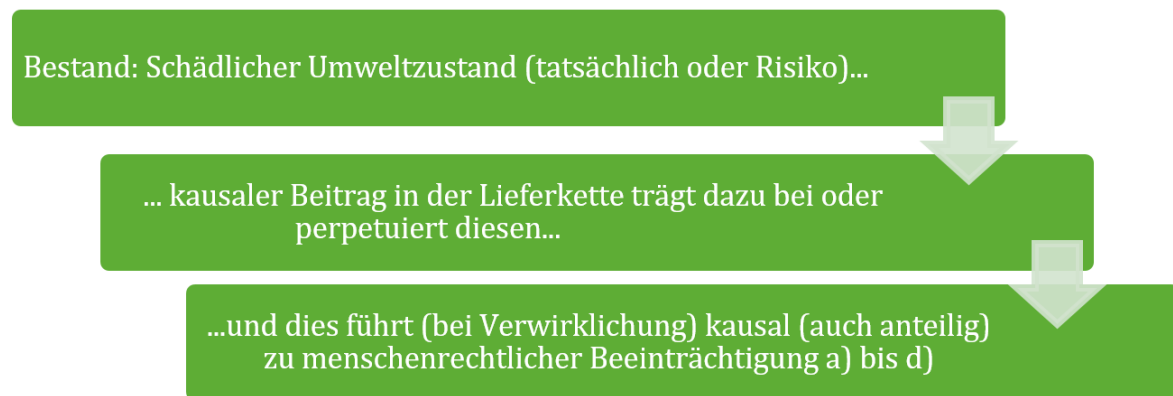 Bestand: Schädlicher Umweltzustand (tatsächlich oder Risiko)...
... kausaler Beitrag in der Lieferkette trägt dazu bei oder
perpetuiert diesen...
...und dies führt (bei Verwirklichung) kausal (auch anteilig)
zu menschenrechtlicher Beeinträchtigung a) bis d)